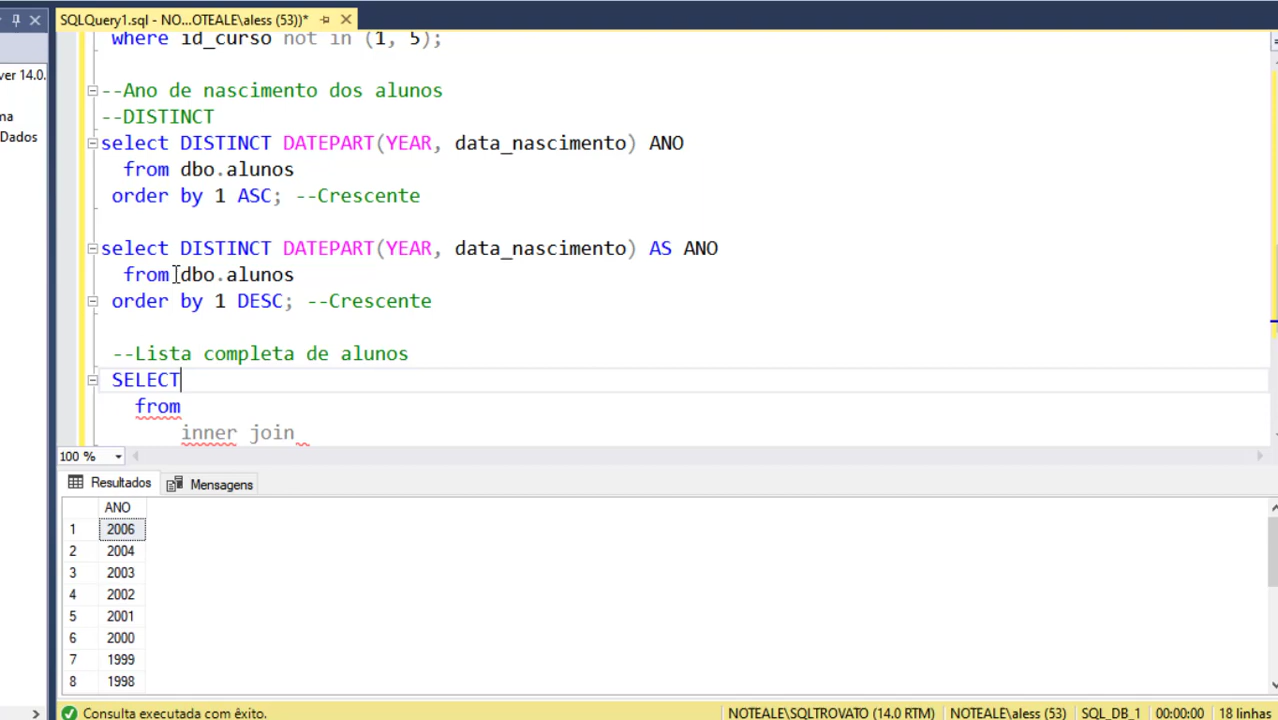 SQLQuery1.sql - NO...OTEALE\aless (53))*
ver 14.0.
ma
Dados
where id_curso not in (1, 5);
--Ano de nascimento dos alunos
--DISTINCT
select DISTINCT DATEPART(YEAR, data_nascimento) ANO
from dbo.alunos
order by 1 ASC; --Crescente
select DISTINCT DATEPART(YEAR, data_nascimento) AS ANO
from dbo.alunos
order by 1 DESC; --Crescente
--Lista completa de alunos
SELECT
from
inner join
100 %
Resultados Mensagens
ANO
1 2006
2 2004
3 2003
4 2002
5 2001
6 2000
7 1999
8 1998
Consulta executada com êxito. NOTEALE\SQLTROVATO (14.0 RTM) NOTEALE\aless (53) SQL_DB_1 00:00:00 18 linhas